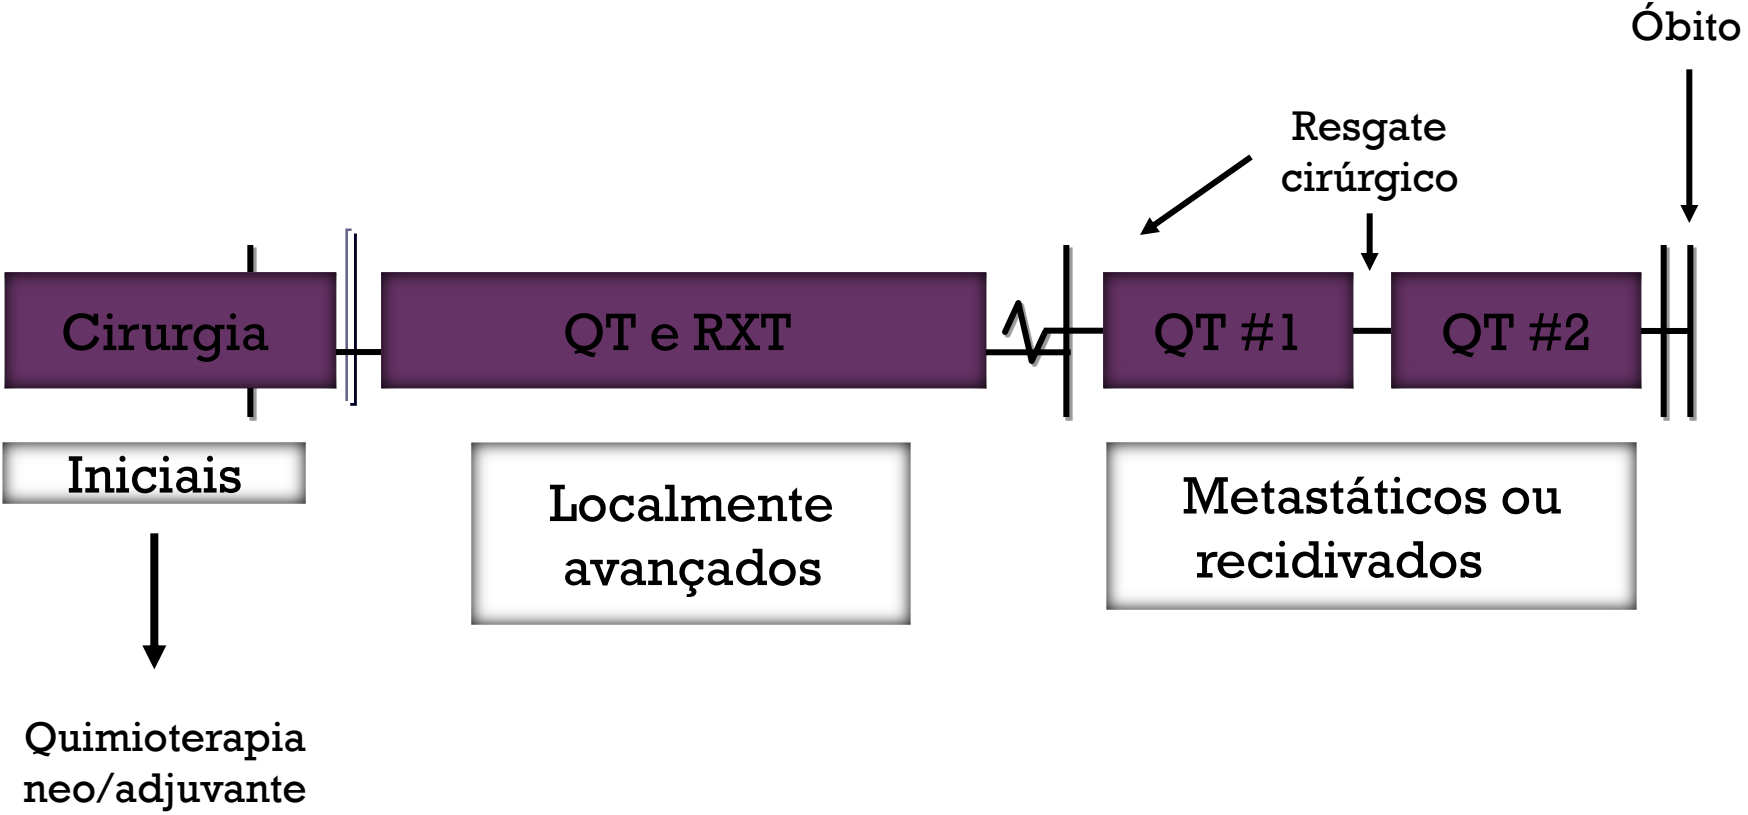 Óbito
Resgate
cirúrgico
Cirurgia
QT e RXT
QT #1
QT #2
Iniciais
Localmente
avançados
Metastáticos ou
recidivados
Quimioterapia
neo/adjuvante